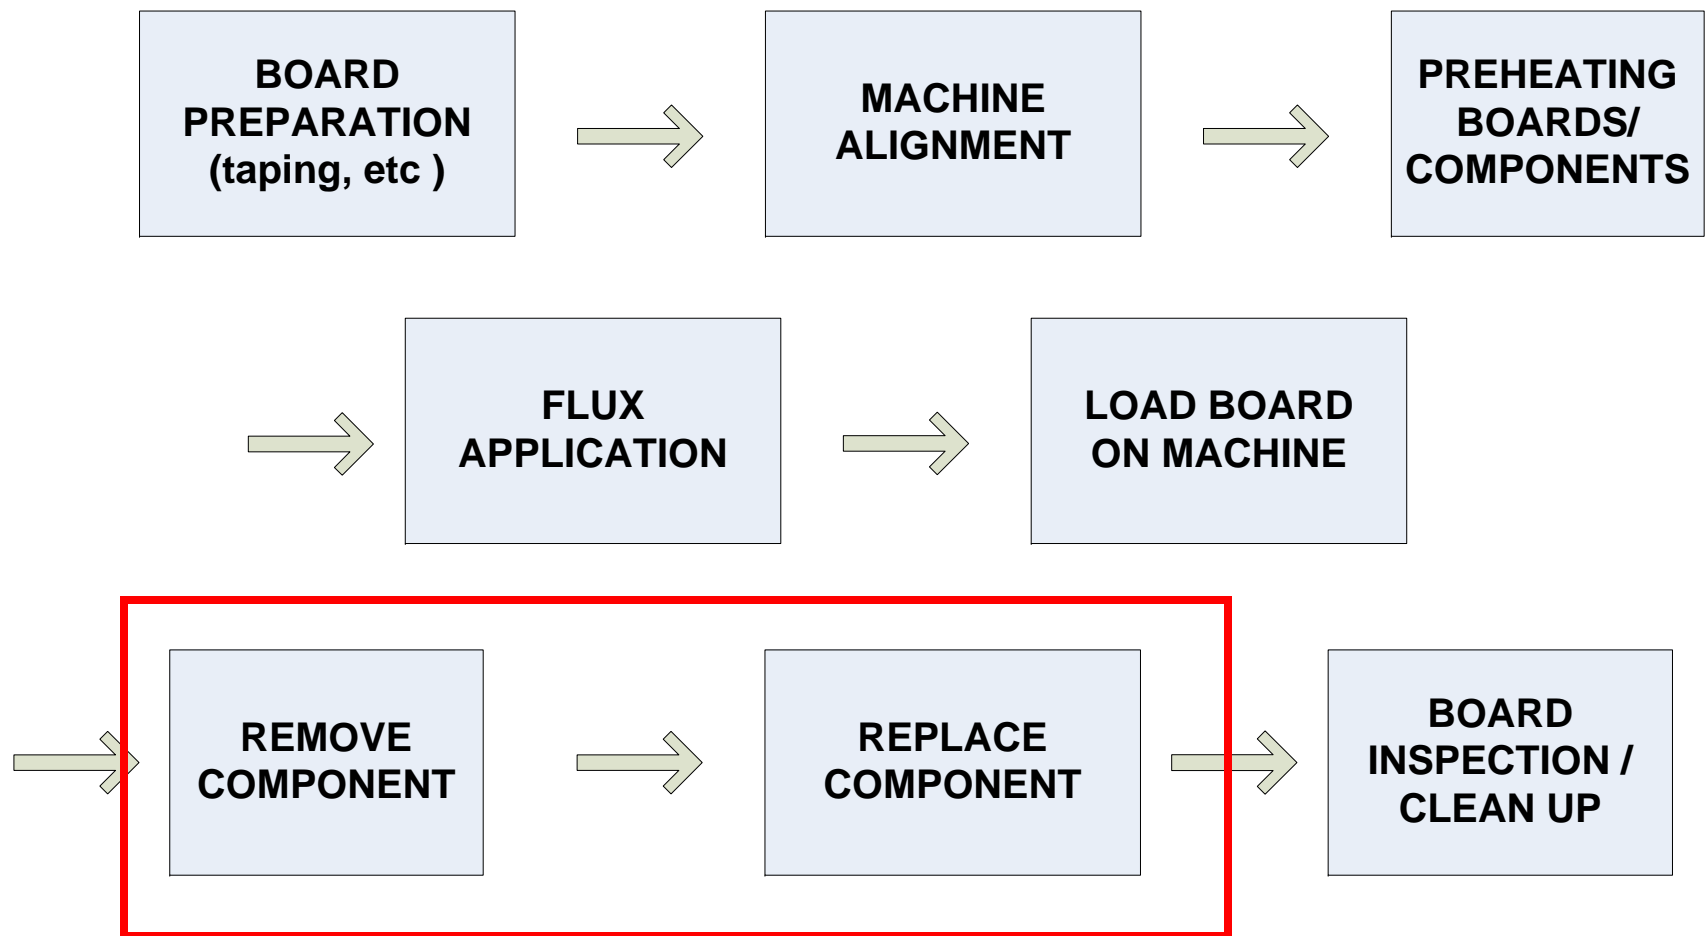 BOARD
PREPARATION
(taping, etc )
MACHINE
ALIGNMENT
PREHEATING
BOARDS/
COMPONENTS
FLUX
APPLICATION
LOAD BOARD
ON MACHINE
REMOVE
COMPONENT
REPLACE
COMPONENT
BOARD
INSPECTION /
CLEAN UP